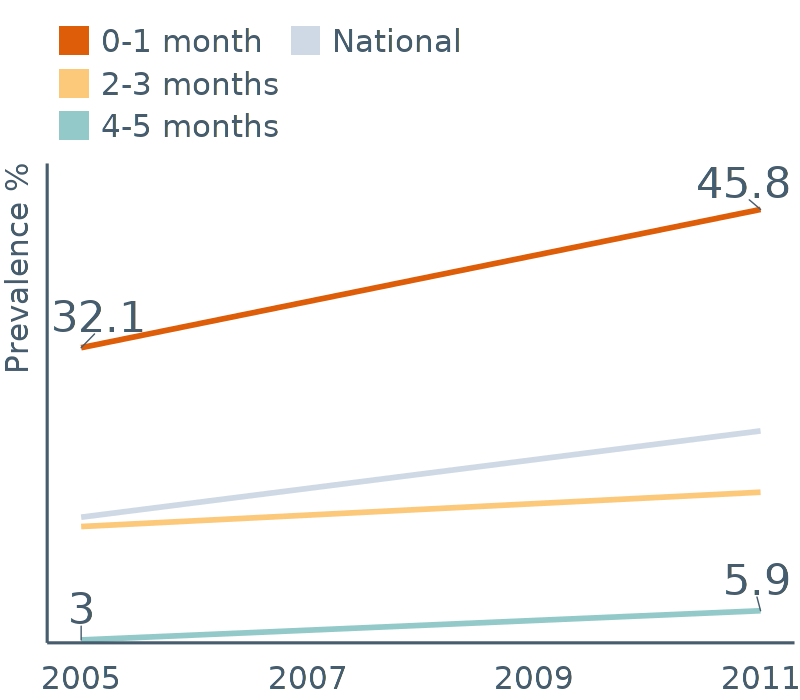 0-1 month National
2-3 months
4-5 months
Prevalence %
45.8
32.1
5.9
3
2005 2007 2009 2011